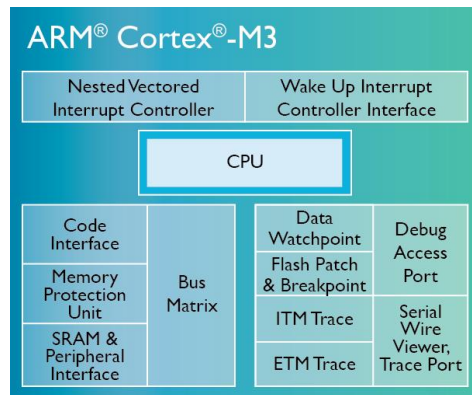 ARM® Cortex®-M3
Nested Vectored
Interrupt Controller
Wake Up Interrupt
Controller Interface
CPU
Code
Interface
Memory
Protection
Unit
SRAM &
Peripheral
Interface
Bus
Matrix
Data
Watchpoint
Flash Patch
& Breakpoint
ITM Trace
ETM Trace
Debug
Access
Port
Serial
Wire
Viewer,
Trace Port